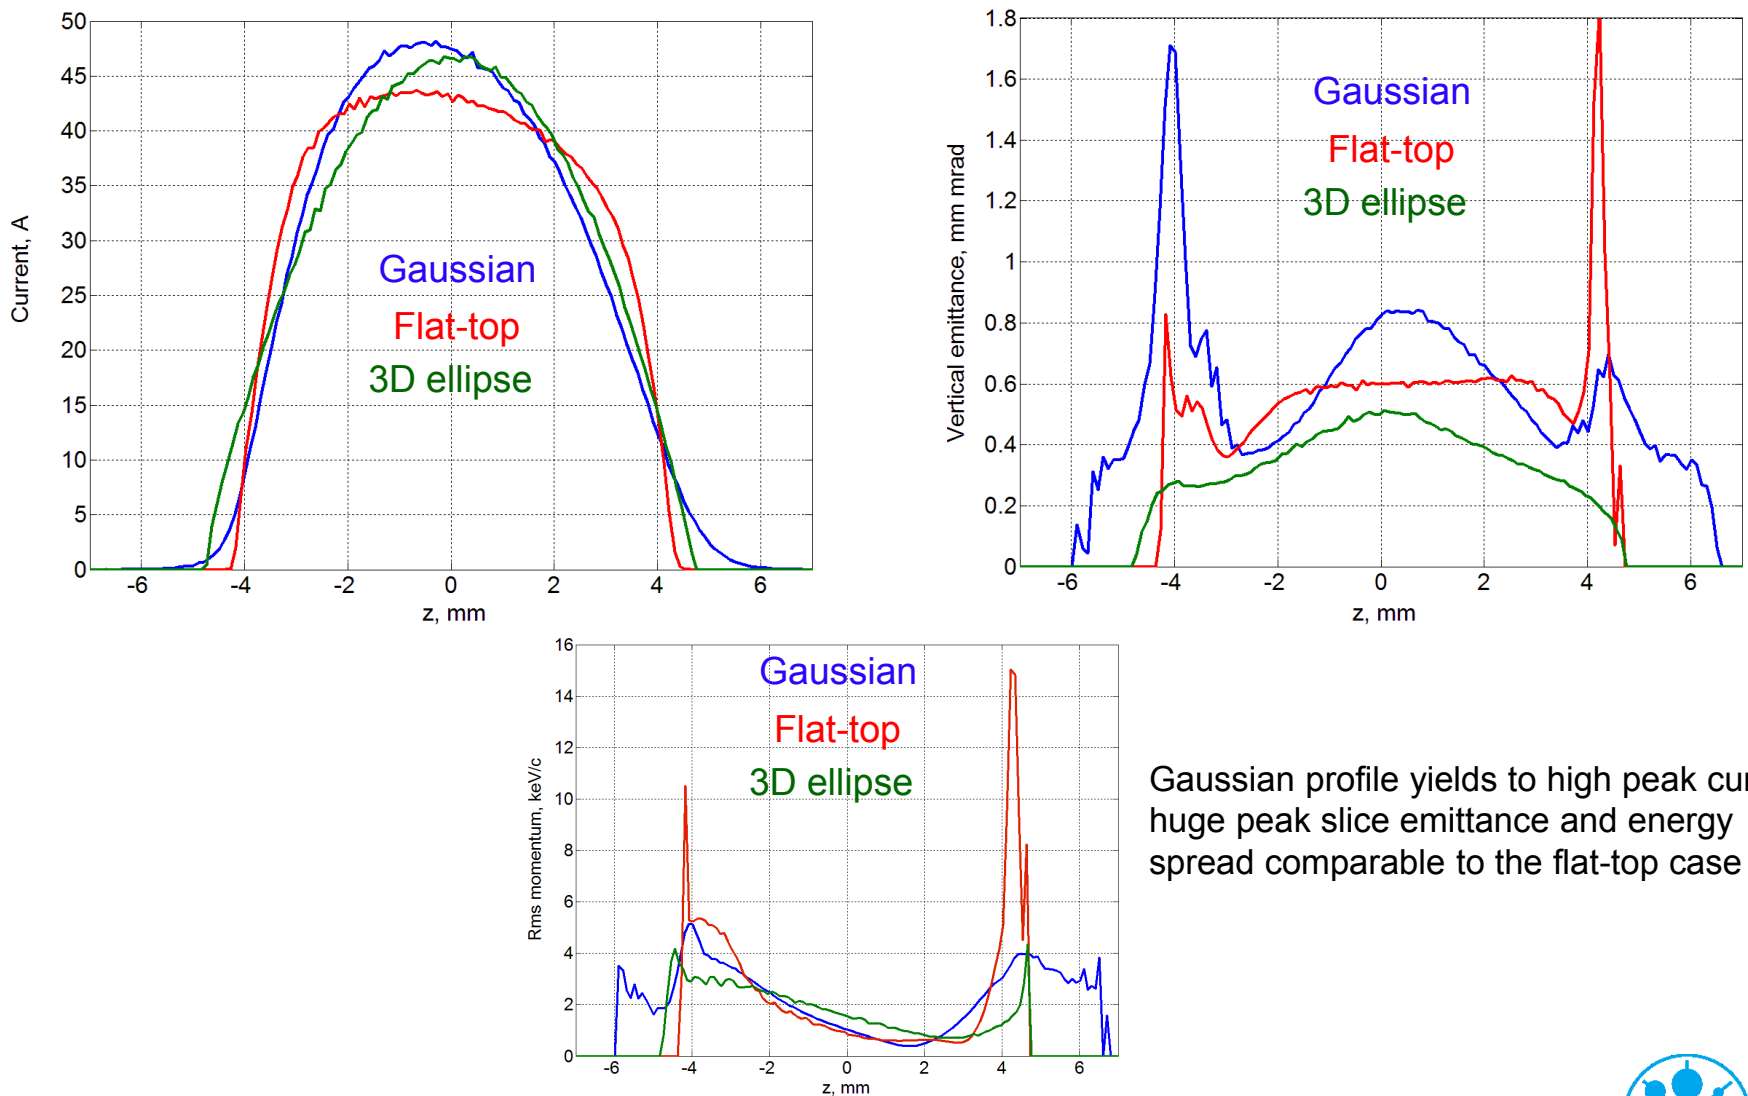 50
45
40
35
30
25
20
15
10
5
0
-6 -4 -2 0 2 4 6
z, mm
Current, A
Gaussian
Flat-top
3D ellipse
1.8
1.6
1.4
1.2
1
0.8
0.6
0.4
0.2
0
-6 -4 -2 0 2 4 6
z, mm
Vertical emittance, mm mrad
Gaussian
Flat-top
3D ellipse
16
14
12
10
8
6
4
2
0
-6 -4 -2 0 2 4 6
z, mm
Rms momentum, keV/c
Gaussian
Flat-top
3D ellipse
Gaussian profile yields to high peak
huge peak slice emittance and energy
spread comparable to the flat-top case